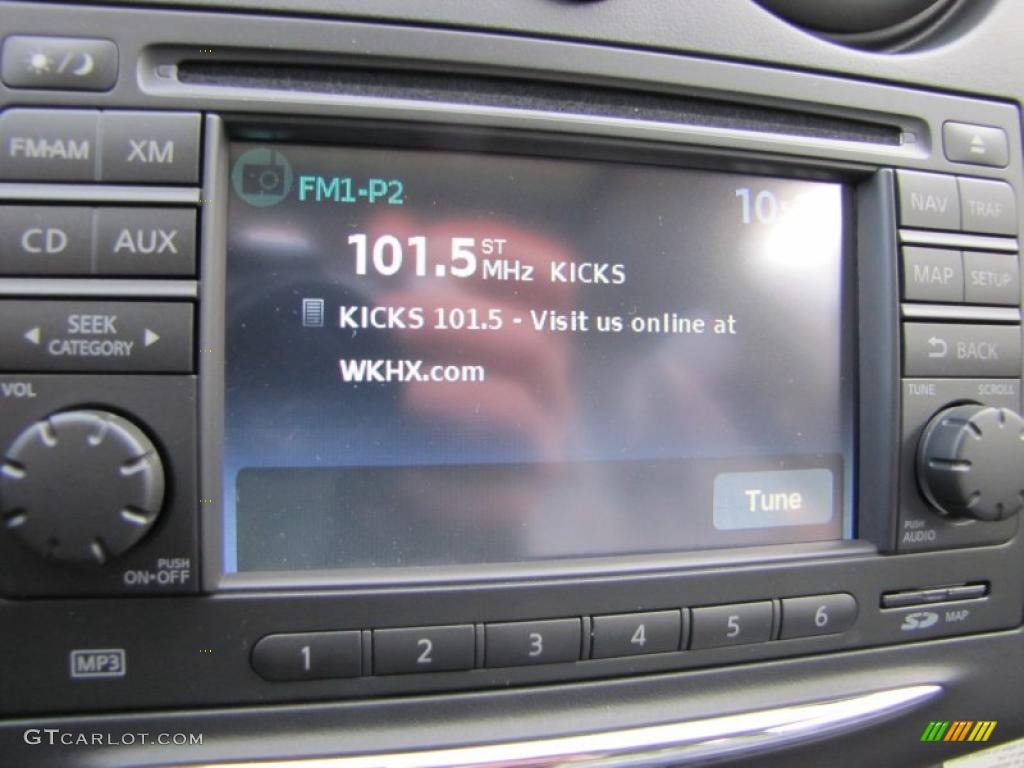 FM·AM XM
CD AUX
SEEK
CATEGORY
VOL
PUSH
ON•OFF
FM1-P2
101.5 ST MHz KICKS
KICKS 101.5 - Visit us online at
WKHX.com
Tune
NAV TRAF
MAP SETUP
BACK
TUNE SCROLL
PUSH
AUDIO
MP3
1 2 3 4 5 6
SD MAP
GTCARLOT.COM